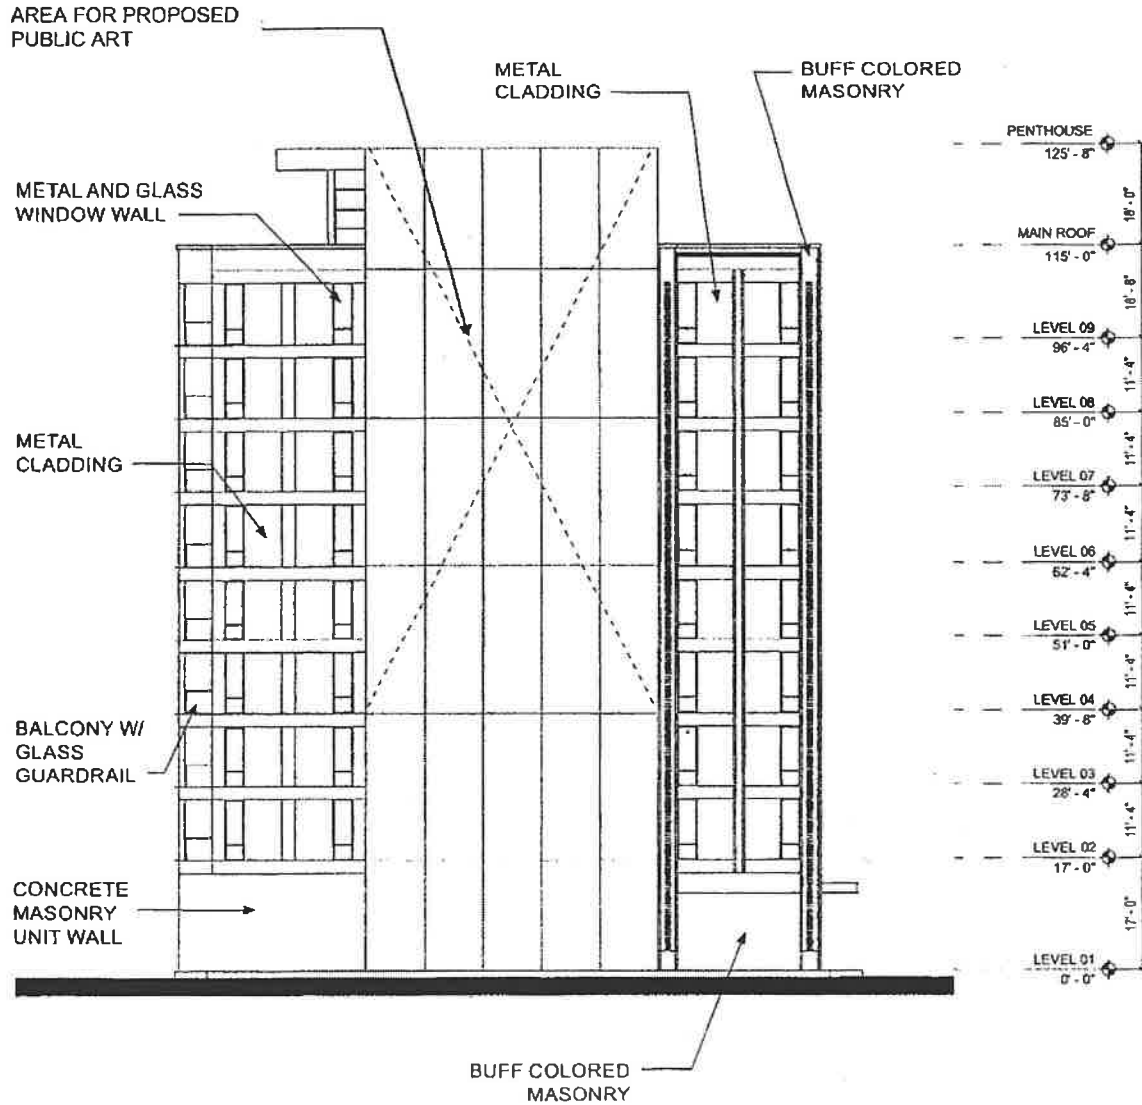 AREA FOR PROPOSED
PUBLIC ART
METAL
CLADDING
BUFF COLORED
MASONRY
METAL AND GLASS
WINDOW WALL
METAL
CLADDING
BALCONY W/
GLASS
GUARDRAIL
CONCRETE
MASONRY
UNIT WALL
BUFF COLORED
MASONRY
PENTHOUSE
125' - 8"
MAIN ROOF
115' - 0"
LEVEL 09
96' - 4"
11' - 4"
LEVEL 08
85' - 0"
11' - 4"
LEVEL 07
73' - 8"
11' - 4"
LEVEL 06
62' - 4"
11' - 4"
LEVEL 05
51' - 0"
11' - 4"
LEVEL 04
39' - 8"
11' - 4"
LEVEL 03
28' - 4"
11' - 4"
LEVEL 02
17' - 0"
17' - 0"
LEVEL 01
0' - 0"